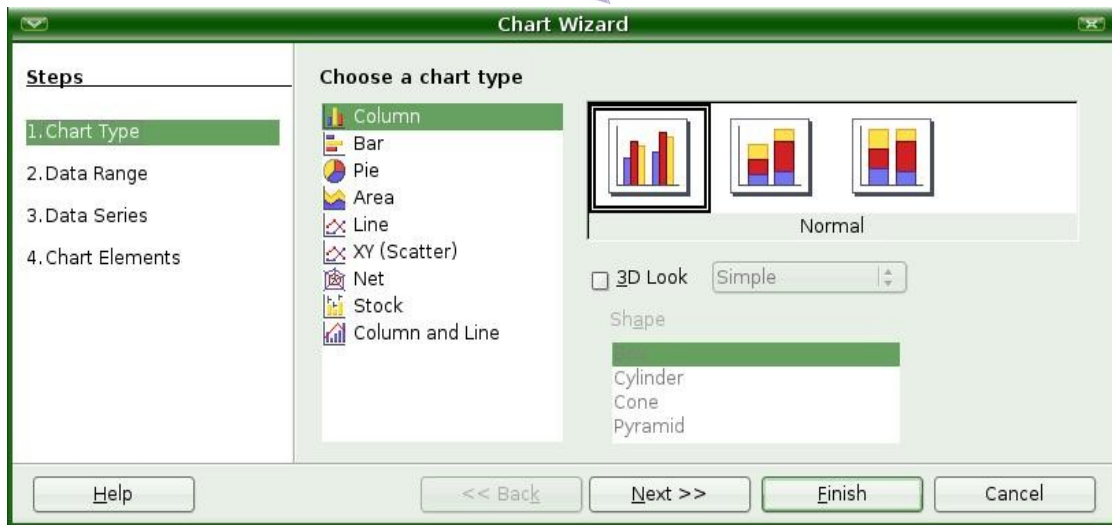 Chart Wizard
Steps
1.Chart Type
2.Data Range
3.Data Series
4.Chart Elements
Choose a chart type
Column
Bar
Pie
Area
Line
XY (Scatter)
Net
Stock
Column and Line
Normal
3D Look
Simple
Shape
Box
Cylinder
Cone
Pyramid
Help
<< Back
Next >>
Finish
Cancel